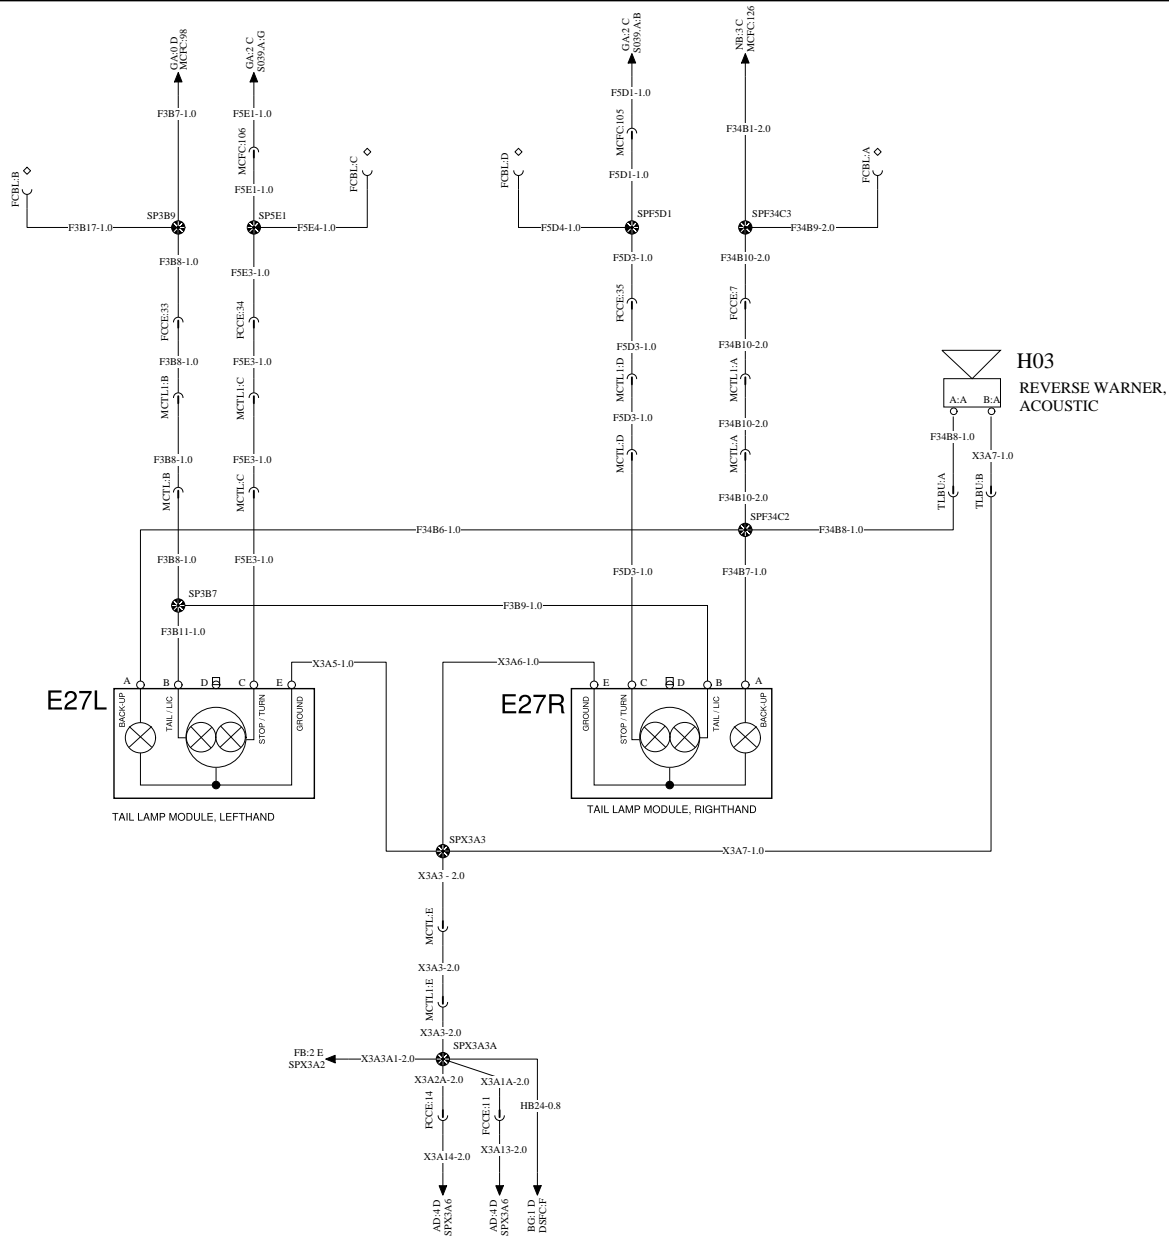 GA:0 D
MCFC:98
GA:2 C
S039.A:G
GA:2 C
S039.A:B
NB:3 C
MCFC:126
F3B7-1.0
F5E1-1.0
F5D1-1.0
F34B1-2.0
MCFC:106
MCFC:105
FCBL:B
FCBL:C
FCBL:D
FCBL:A
F5E1-1.0
F5D1-1.0
SP3B9
SP5E1
SPF5D1
SPF34C3
F3B17-1.0
F5E4-1.0
F5D4-1.0
F34B9-2.0
F3B8-1.0
F5E3-1.0
F5D3-1.0
F34B10-2.0
FCCE:33
FCCE:34
FCCE:35
FCCE:7
F3B8-1.0
F5E3-1.0
F5D3-1.0
F34B10-2.0
MCTL1:B
MCTL1:C
MCTL1:D
MCTL1:A
H03
REVERSE WARNER,
ACOUSTIC
A:A
B:A
F5D3-1.0
F34B10-2.0
F34B8-1.0
X3A7-1.0
F3B8-1.0
F5E3-1.0
MCTL:D
MCTL:A
MCTL:B
MCTL:C
TLBU:A
TLBU:B
F34B10-2.0
SPF34C2
F34B6-1.0
F34B8-1.0
F3B8-1.0
F5E3-1.0
F5D3-1.0
F34B7-1.0
SP3B7
F3B9-1.0
F3B11-1.0
X3A5-1.0
X3A6-1.0
A
B
D
C
E
E
C
D
B
A
E27L
BACK-UP
TAIL / LIC
STOP / TURN
GROUND
E27R
GROUND
STOP / TURN
TAIL / LIC
BACK-UP
TAIL LAMP MODULE, LEFTHAND
TAIL LAMP MODULE, RIGHTHAND
SPX3A3
X3A7-1.0
X3A3 - 2.0
MCTL:E
X3A3-2.0
MCTL1:E
X3A3-2.0
SPX3A3A
FB:2 E
SPX3A2
X3A3A1-2.0
X3A2A-2.0
X3A1A-2.0
FCCE:14
FCCE:11
HB24-0.8
X3A14-2.0
X3A13-2.0
AD:4 D
SPX3A6
AD:4 D
SPX3A6
BG:1 D
DSFC:F